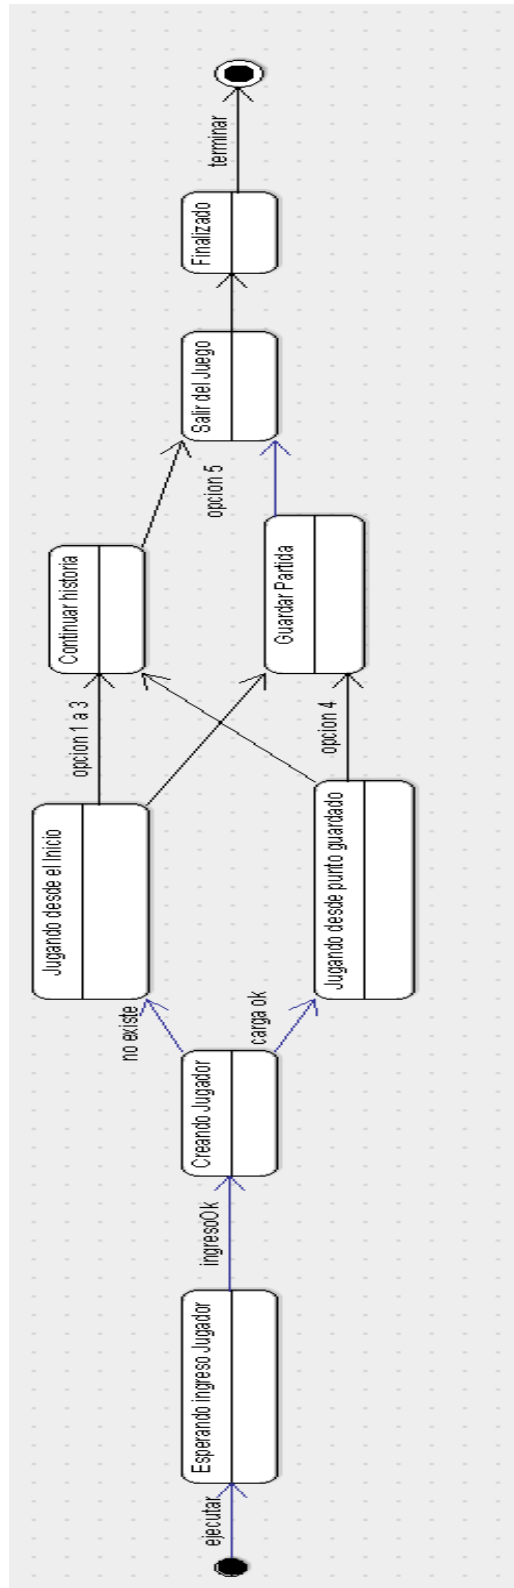 ejecutar
Esperando ingreso Jugador
ingresoOk
Creando Jugador
no existe
carga ok
Jugando desde el Inicio
Jugando desde punto guardado
opcion 1 a 3
opcion 4
Continuar historia
Guardar Partida
opcion 5
Salir del Juego
Finalizado
terminar